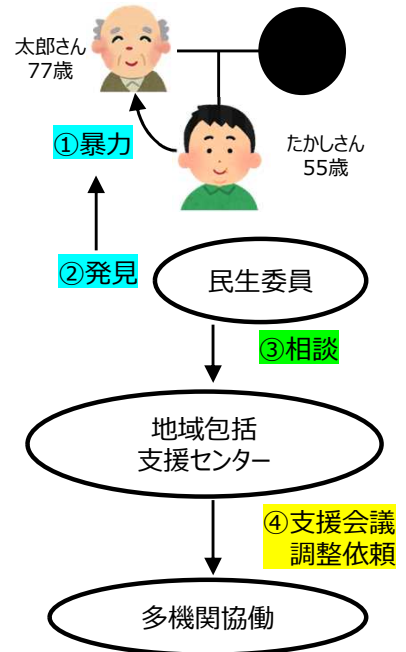 太郎さん
77歳
①暴力
たかしさん
55歳
②発見
民生委員
③相談
地域包括
支援センター
④支援会議
調整依頼
多機関協働